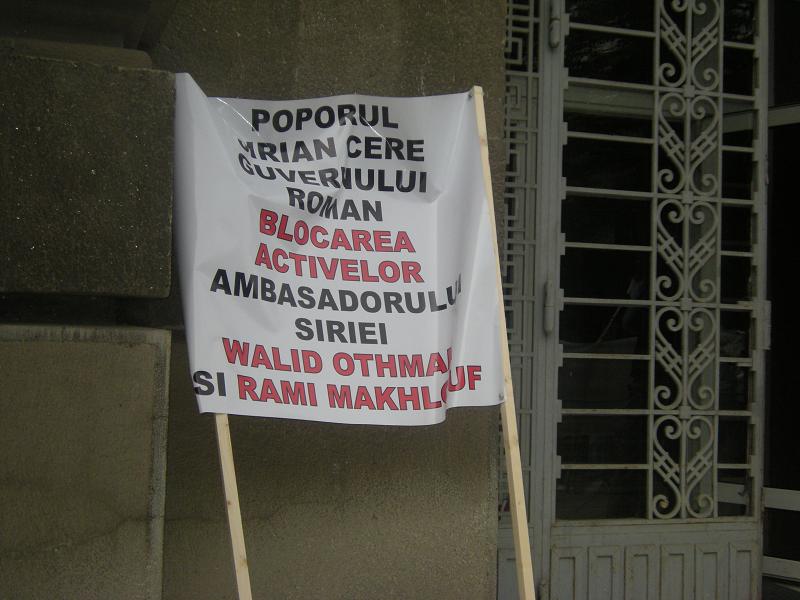 POPORUL
CERE
GUVERNULUI
ROMAN
BLOCAREA
ACTIVELOR
AMBASADORULUI
SIRIEI
WALID OTHMAN
SI RAMI MAKHLOUF